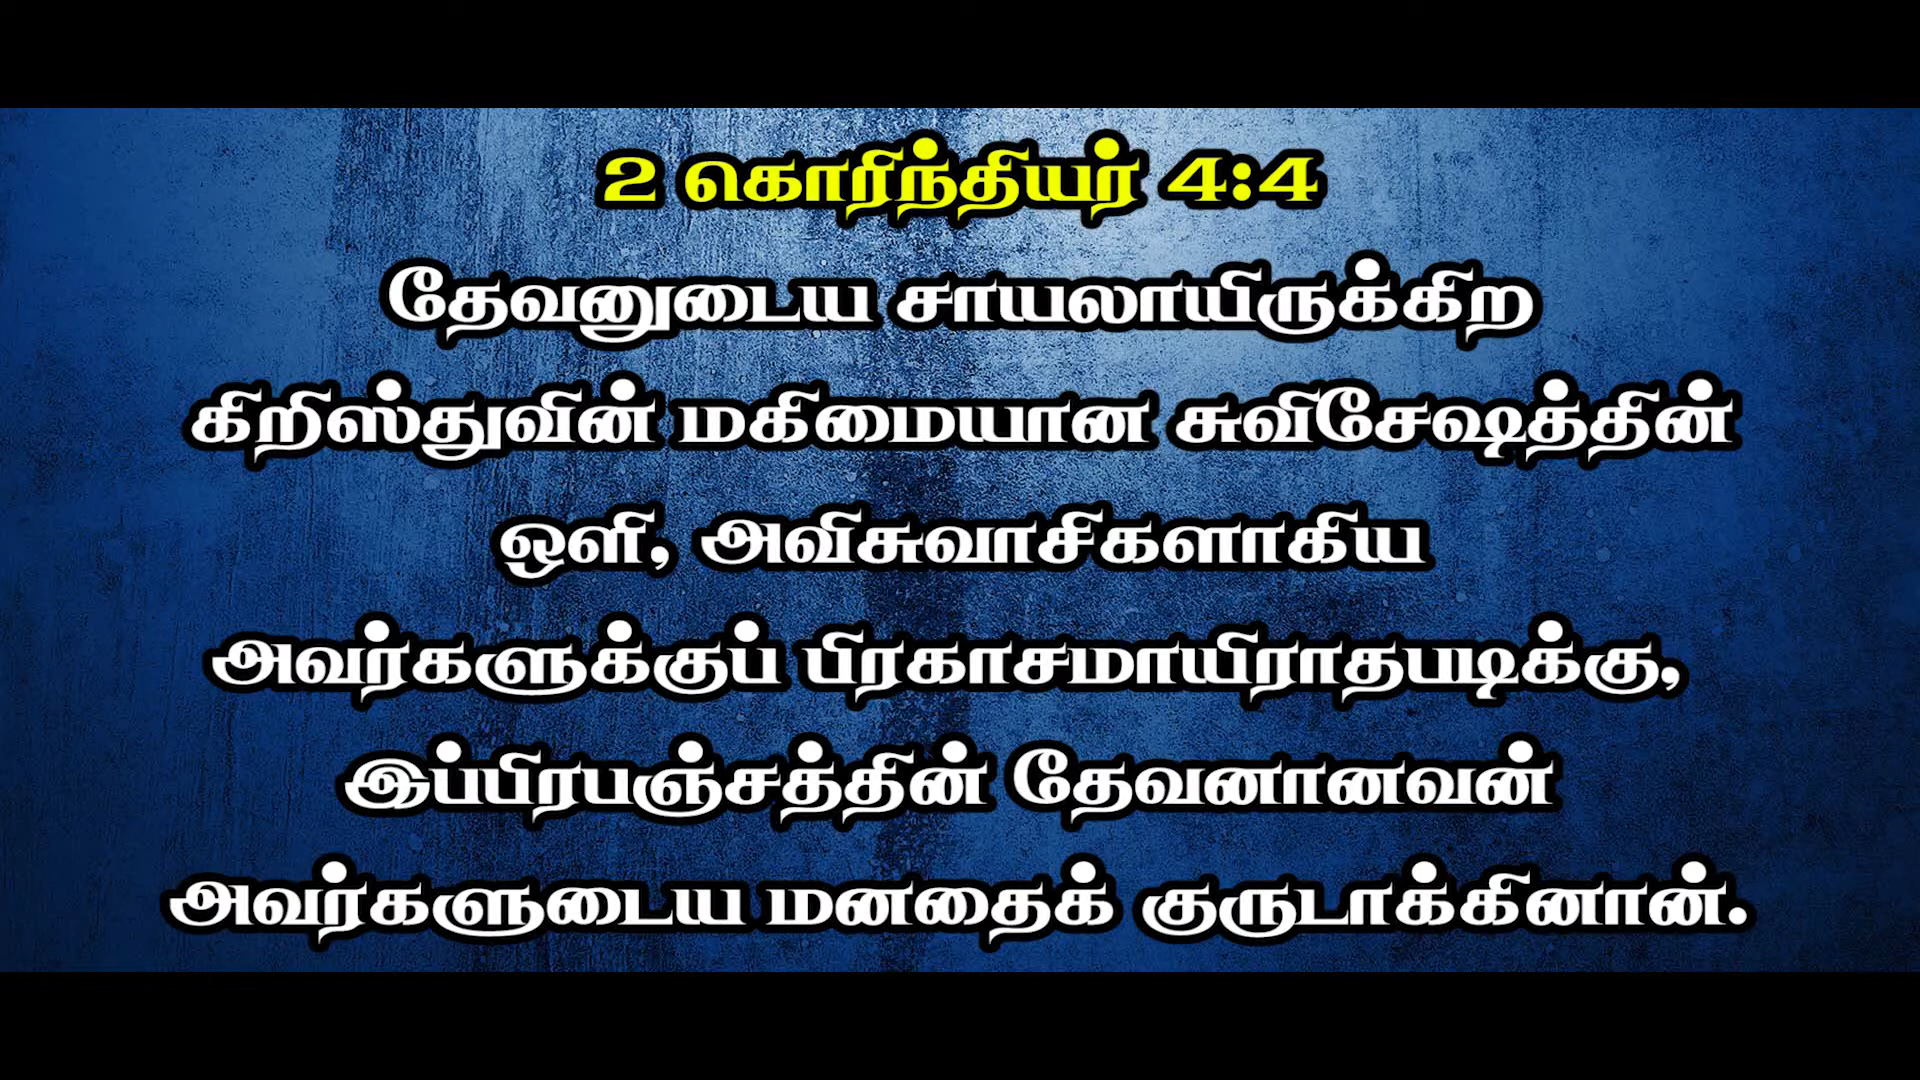 2 கொரிந்தியர் 4:4
தேவனுடைய சாயலாயிருக்கிற
கிறிஸ்துவின் மகிமையான சுவிசேஷத்தின்
ஒளி, அவிசுவாசிகளாகிய
அவர்களுக்குப் பிரகாசமாயிராதபடிக்கு,
இப்பிரபஞ்சத்தின் தேவனானவன்
அவர்களுடைய மனதைக் குருடாக்கினான்.